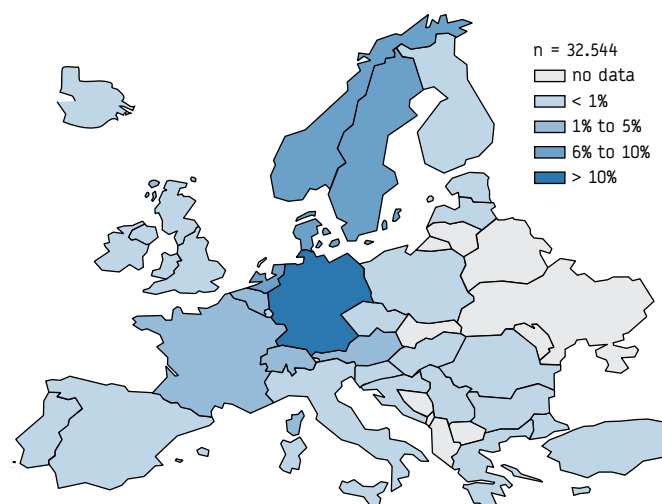 n = 32.544
no data
< 1%
1% to 5%
6% to 10%
> 10%